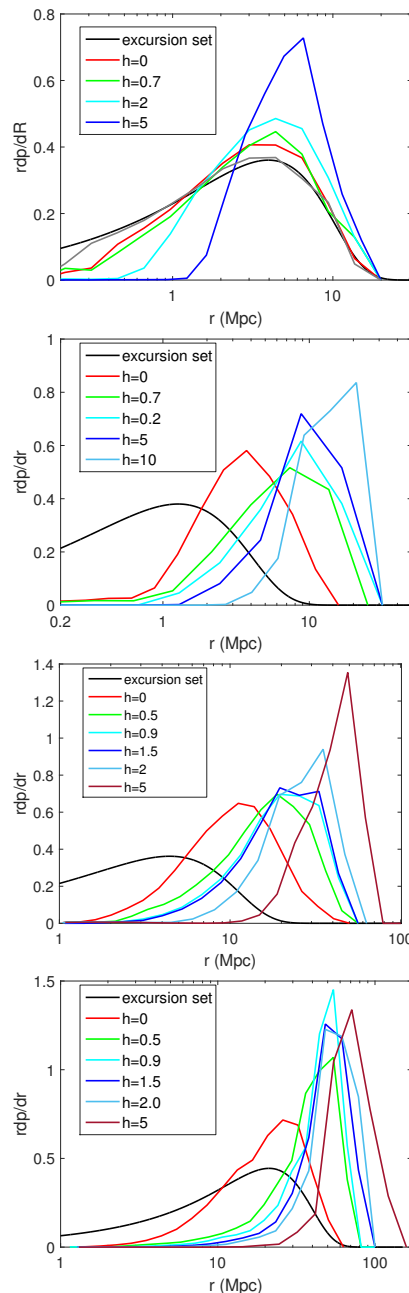 0.8
0.6
0.4
0.2
0
rdp/dR
excursion set
h=0
h=0.7
h=2
h=5
1 10
r (Mpc)
1
0.8
0.6
0.4
0.2
0
rdp/dr
excursion set
h=0
h=0.7
h=0.2
h=5
h=10
0.2 1 10
r (Mpc)
1.4
1.2
1
0.8
0.6
0.4
0.2
0
rdp/dr
excursion set
h=0
h=0.5
h=0.9
h=1.5
h=2
h=5
1 10 100
r (Mpc)
1.5
1
0.5
0
rdp/dr
excursion set
h=0
h=0.5
h=0.9
h=1.5
h=2.0
h=5
1 10 100
r (Mpc)